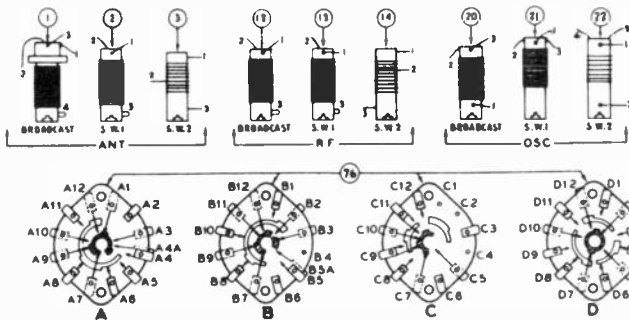 1 2 3 12 13 14 20 21 22
BROADCAST S.W.1 S.W.2 BROADCAST S.W.1 S.W.2 BROADCAST S.W.1 S.W.2
ANT RF OSC
76
A12 A1 B12 B1 C12 C1 D12 D1
A11 A2 B11 B2 C11 C2 D11
A10 A3 B10 B3 C10 C3 D10
A4A B4
A9 A4 B9 B5A C9 C4 D9
A8 A5 B8 B5 C8 C5 D8
A7 A6 B7 B6 C7 C6 D7 D6
A B C D